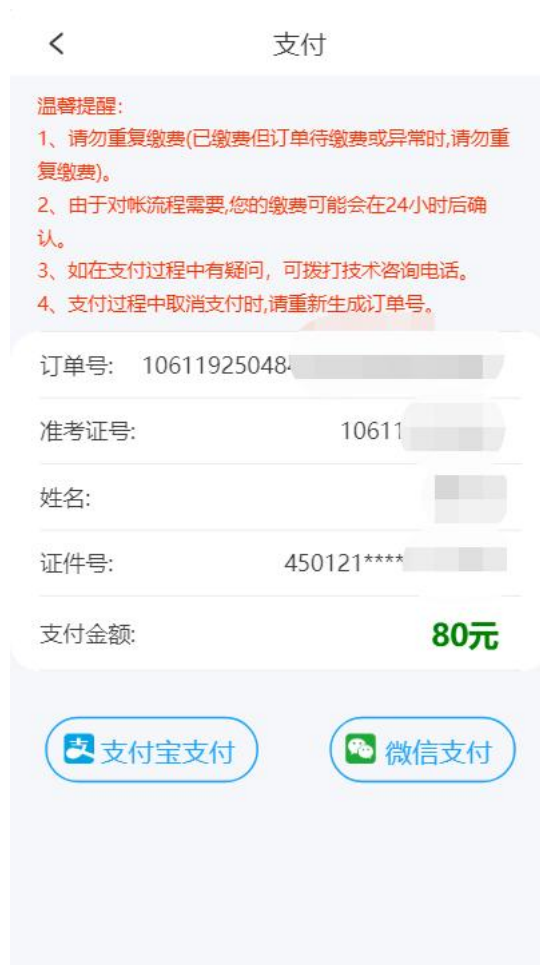 支付
温馨提醒:
1、请勿重复缴费(已缴费但订单待缴费或异常时,请勿重
复缴费)。
2、由于对帐流程需要,您的缴费可能会在24小时后确
认。
3、如在支付过程中有疑问，可拨打技术咨询电话。
4、支付过程中取消支付时,请重新生成订单号。
订单号: 1061192504
准考证号: 10611
姓名:
证件号: 450121****
支付金额: 80元
支付宝支付 微信支付